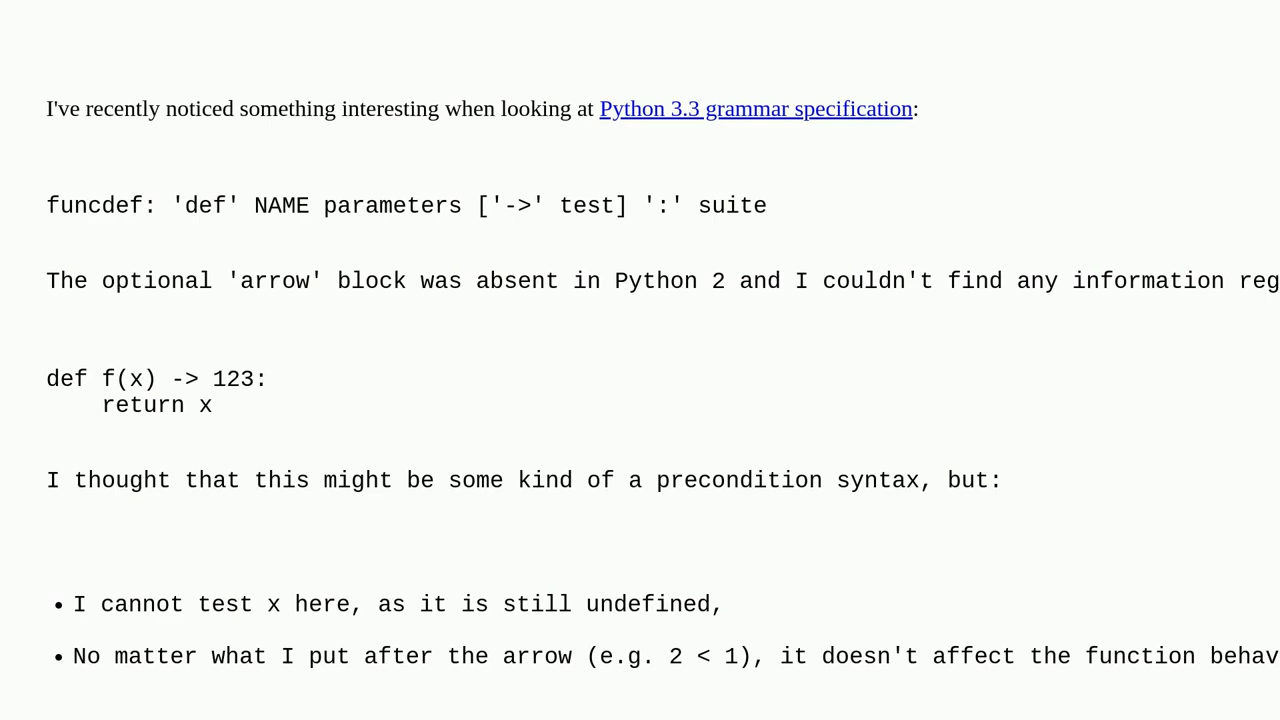 I've recently noticed something interesting when looking at Python 3.3 grammar specification:
funcdef: 'def' NAME parameters ['->' test] ':' suite
The optional 'arrow' block was absent in Python 2 and I couldn't find any information reg
def f(x) -> 123:
    return x
I thought that this might be some kind of a precondition syntax, but:
• I cannot test x here, as it is still undefined,
• No matter what I put after the arrow (e.g. 2 < 1), it doesn't affect the function behav